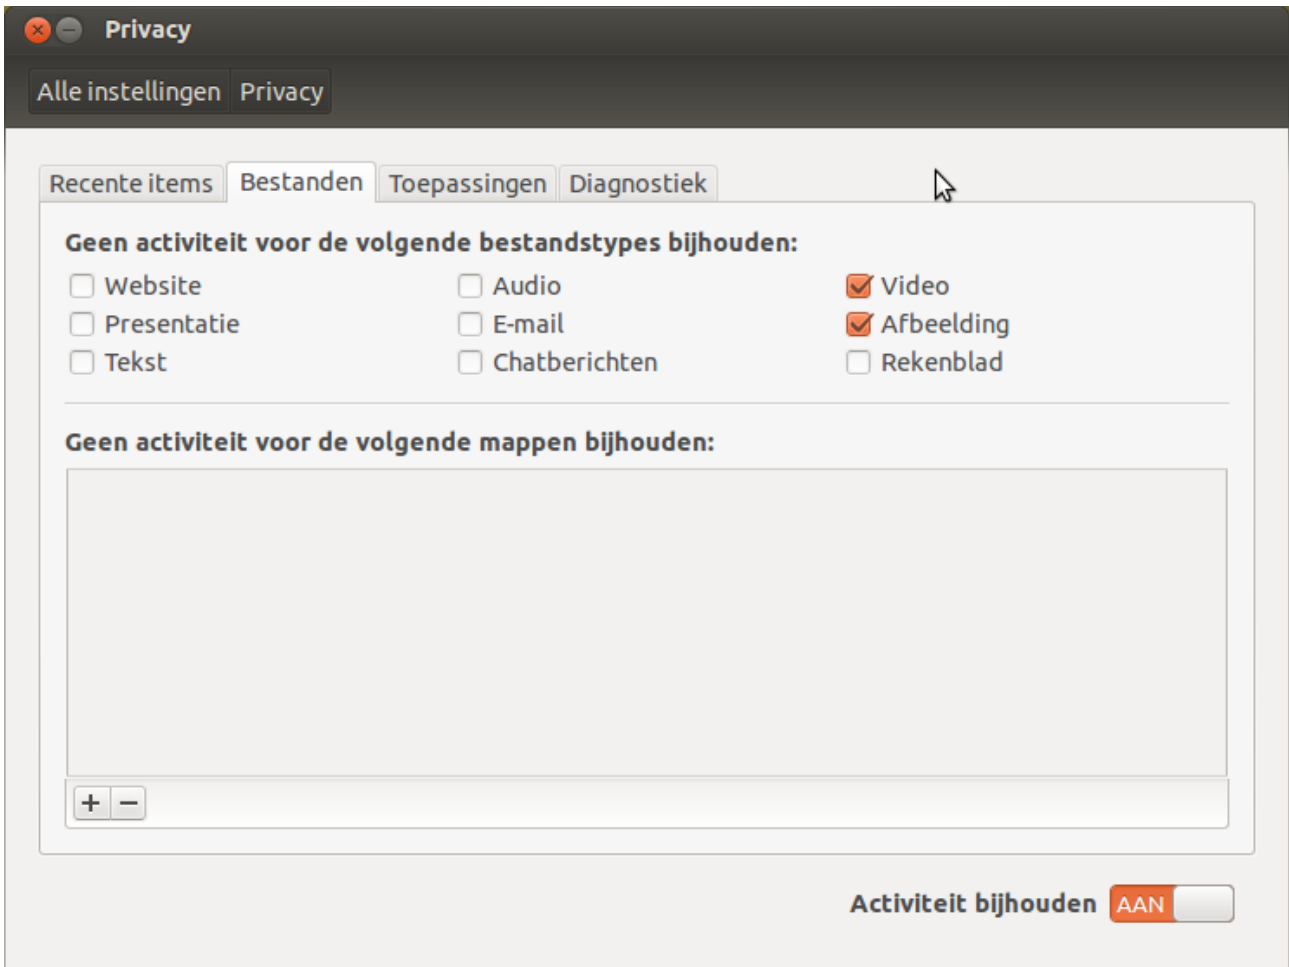 Privacy
Alle instellingen Privacy
Recente items Bestanden Toepassingen Diagnostiek
Geen activiteit voor de volgende bestandstypes bijhouden:
Website Audio Video
Presentatie E-mail Afbeelding
Tekst Chatberichten Rekenblad
Geen activiteit voor de volgende mappen bijhouden:
Activiteit bijhouden AAN